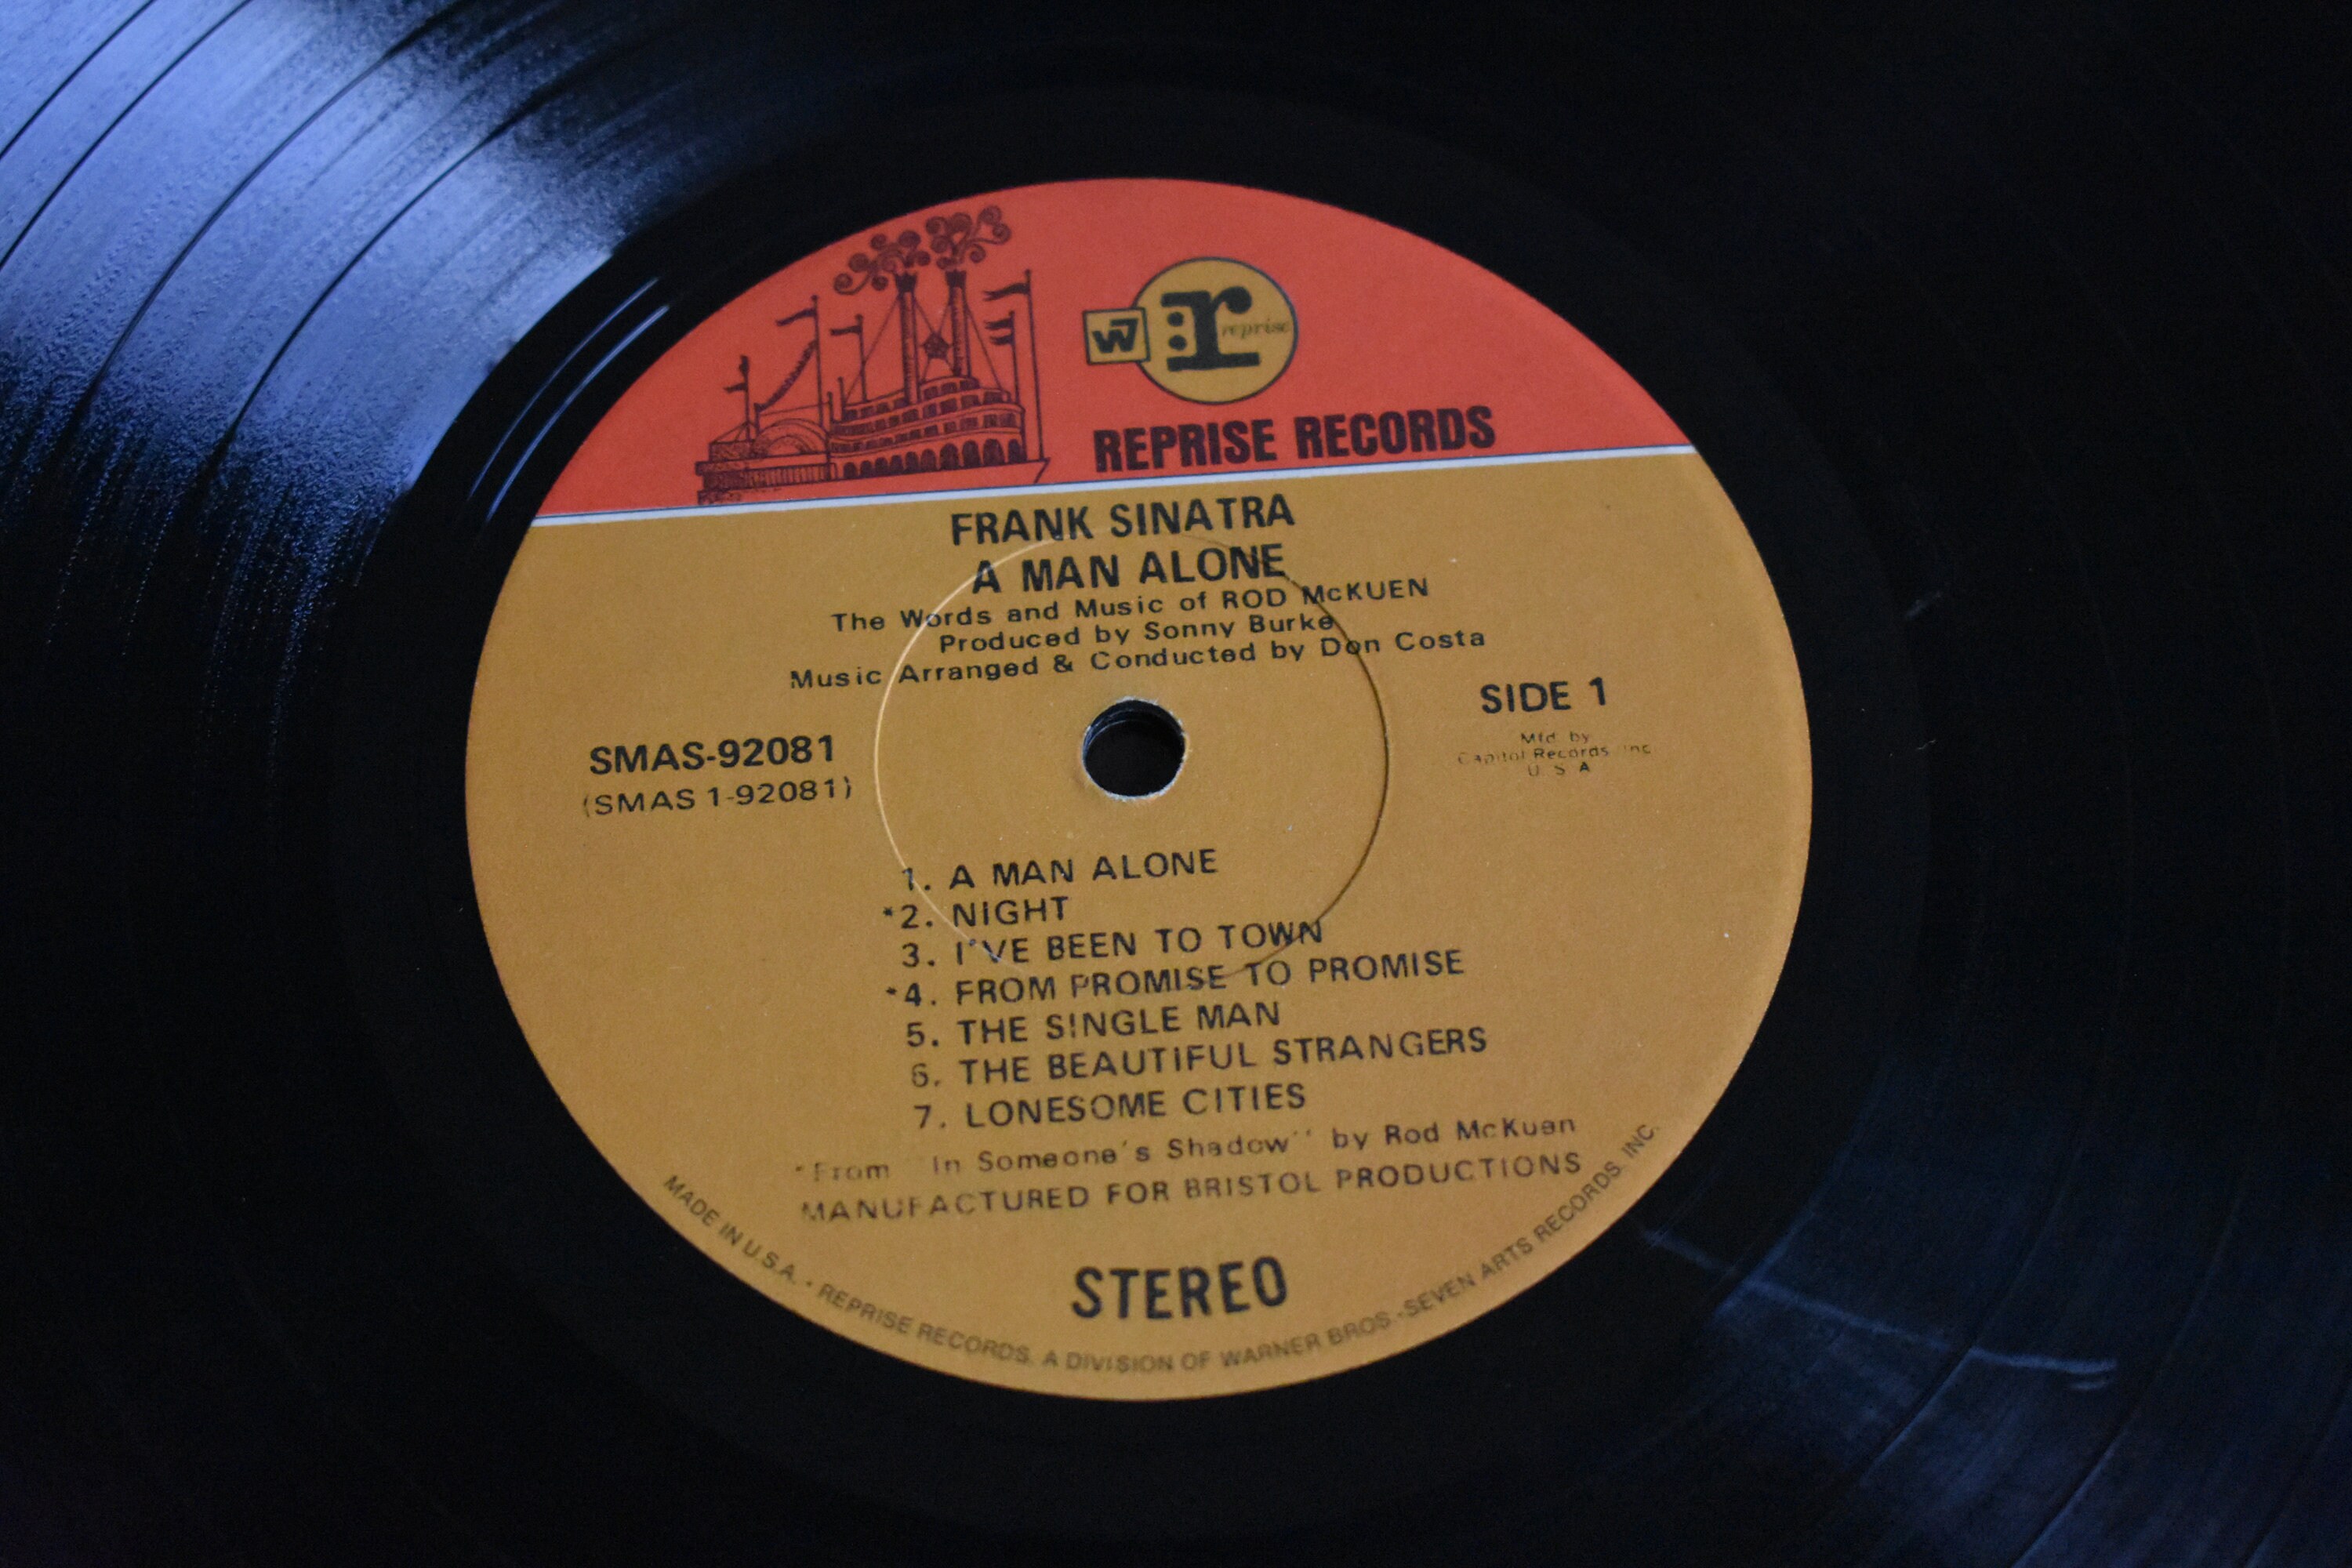 W7
r
reprise
REPRISE RECORDS
FRANK SINATRA
A MAN ALONE
The Words and Music of ROD McKUEN
Produced by Sonny Burke
Music Arranged & Conducted by Don Costa
SMAS-92081
(SMAS 1-92081)
SIDE 1
Mfd. by
Capitol Records, Inc.
U.S.A.
1. A MAN ALONE
*2. NIGHT
3. I'VE BEEN TO TOWN
*4. FROM PROMISE TO PROMISE
5. THE SINGLE MAN
6. THE BEAUTIFUL STRANGERS
7. LONESOME CITIES
*From "In Someone's Shadow" by Rod McKuen
MANUFACTURED FOR BRISTOL PRODUCTIONS
STEREO
MADE IN U.S.A. • REPRISE RECORDS, A DIVISION OF WARNER BROS.-SEVEN ARTS RECORDS, INC.